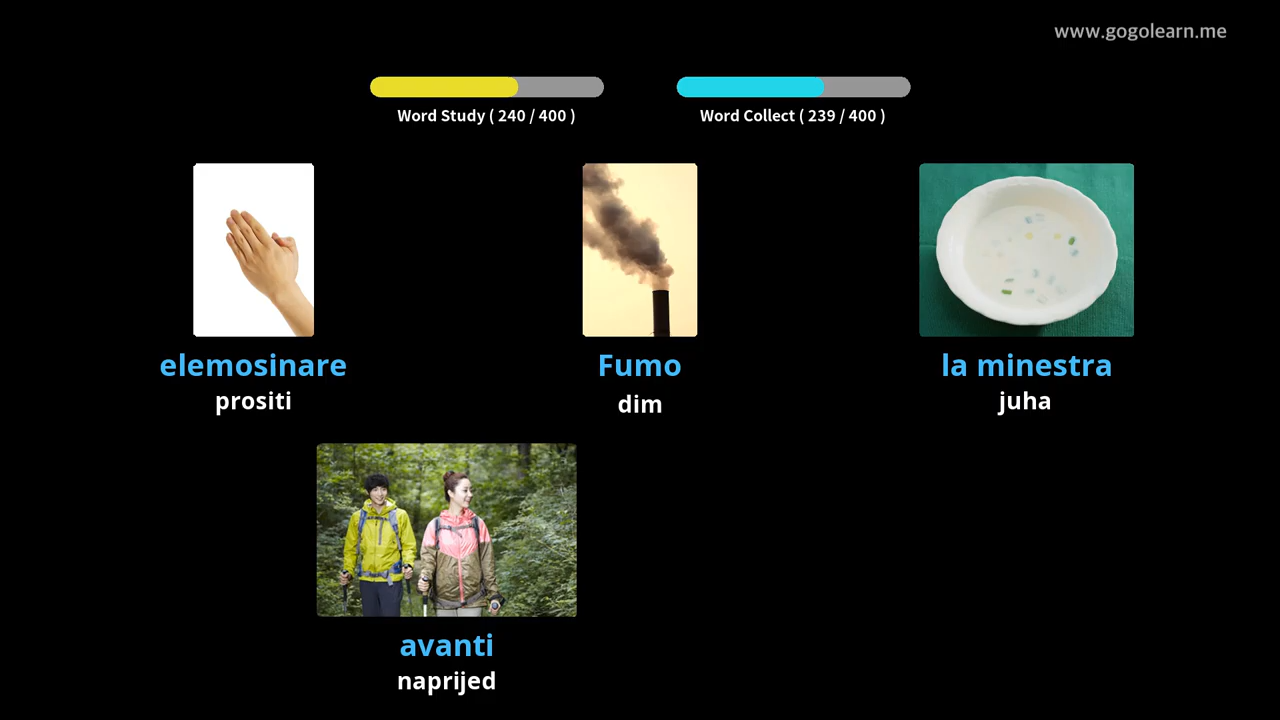 www.gogolearn.me
Word Study ( 240 / 400 )
Word Collect ( 239 / 400 )
elemosinare
prositi
Fumo
dim
la minestra
juha
avanti
naprijed